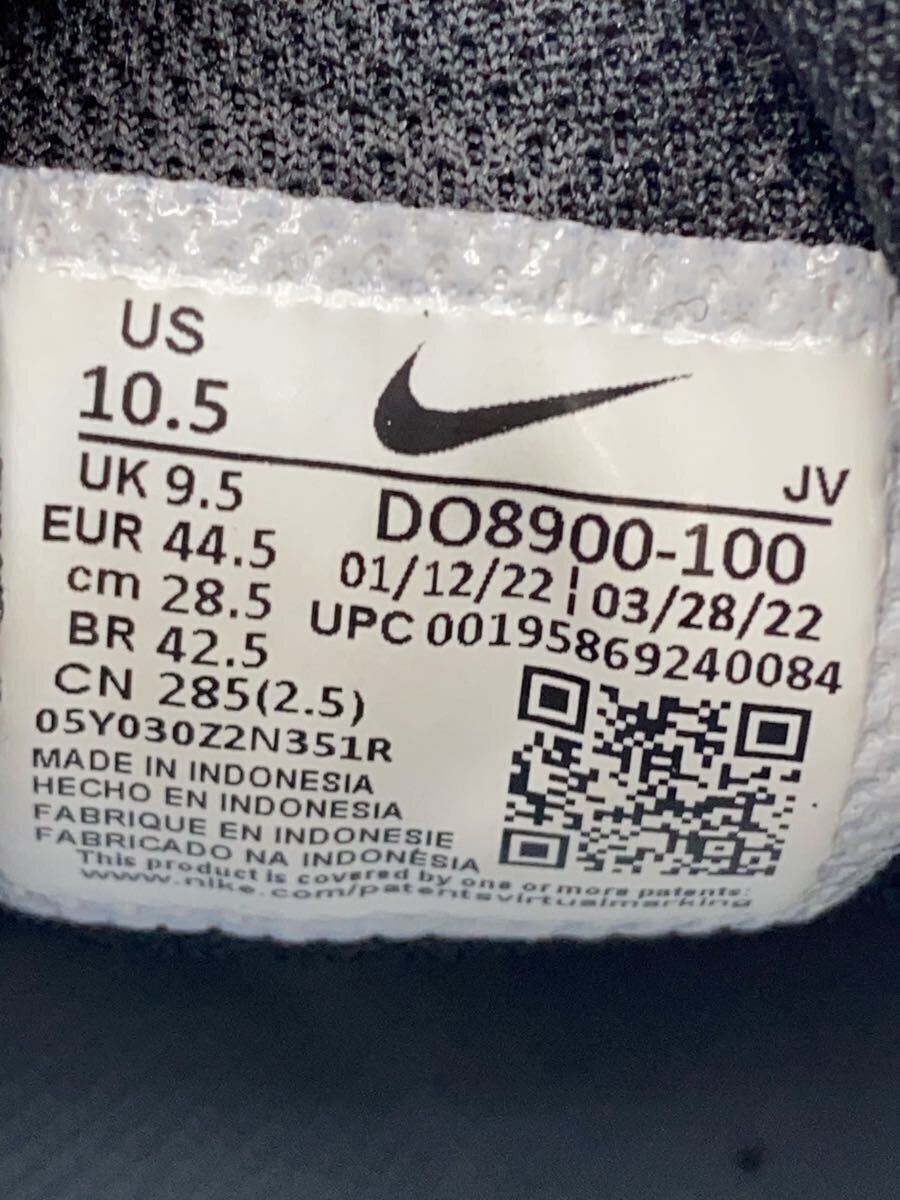 US
10.5
JV
UK 9.5
DO8900-100
EUR 44.5
01/12/22 | 03/28/22
cm 28.5
UPC 00195869240084
BR 42.5
CN 285(2.5)
05Y030Z2N351R
MADE IN INDONESIA
HECHO EN INDONESIA
FABRIQUE EN INDONESIE
FABRICADO NA INDONÉSIA
This product is covered by one or more patents:
www.nike.com/patentsvirtualmarking